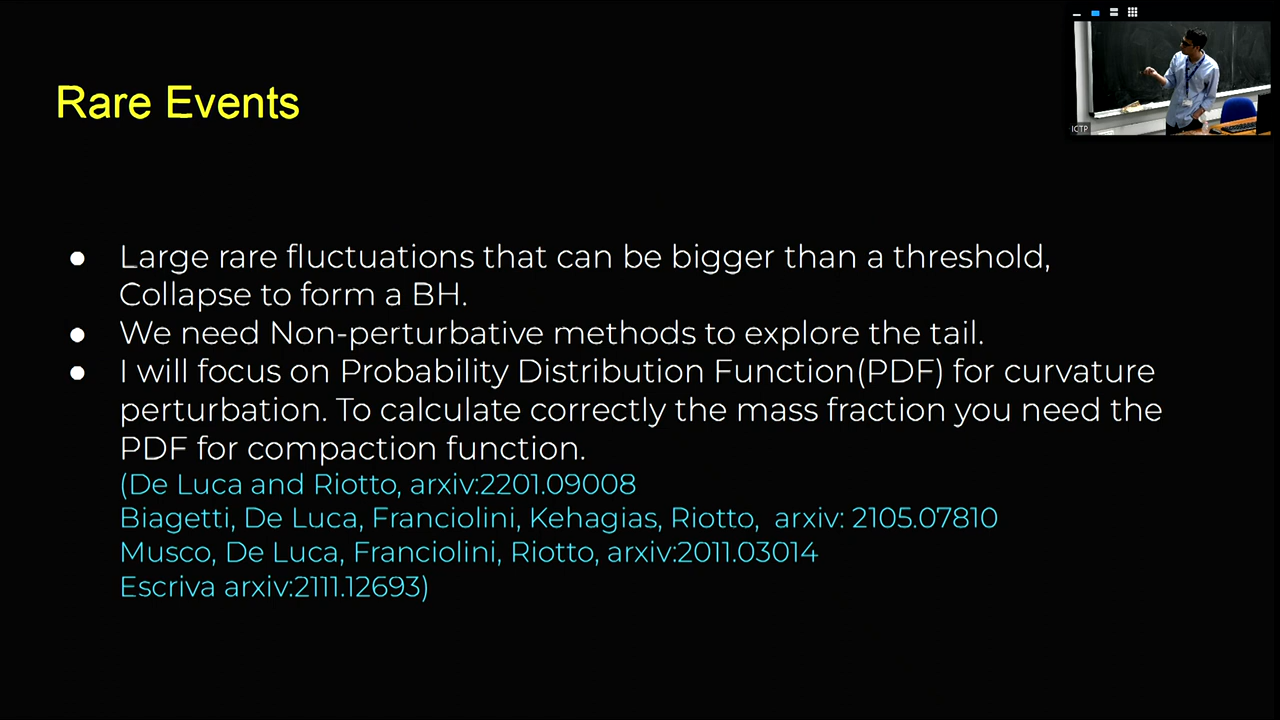 Rare Events
ICTP
● Large rare fluctuations that can be bigger than a threshold,
Collapse to form a BH.
● We need Non-perturbative methods to explore the tail.
● I will focus on Probability Distribution Function(PDF) for curvature
perturbation. To calculate correctly the mass fraction you need the
PDF for compaction function.
(De Luca and Riotto, arxiv:2201.09008
Biagetti, De Luca, Franciolini, Kehagias, Riotto, arxiv: 2105.07810
Musco, De Luca, Franciolini, Riotto, arxiv:2011.03014
Escriva arxiv:2111.12693)